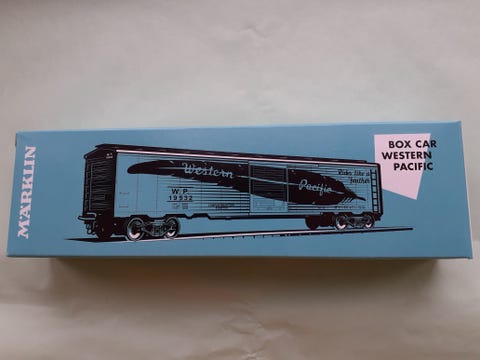 MÄRKLIN
BOX CAR
WESTERN
PACIFIC
Western
Pacific
Rides like a
feather
W.P.
19532